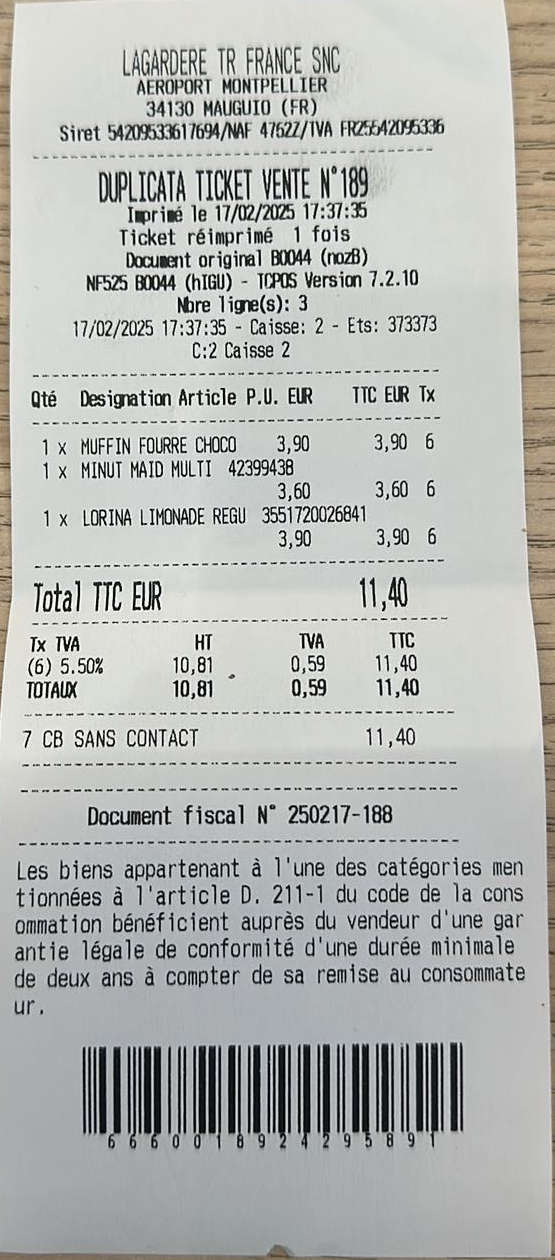 LAGARDERE TR FRANCE SNC
AEROPORT MONTPELLIER
34130 MAUGUIO (FR)
Siret 54209533617694/NAF 4762Z/TVA FR25542095336
DUPLICATA TICKET VENTE N°189
Imprimé le 17/02/2025 17:37:35
Ticket réimprimé 1 fois
Document original B0044 (nozB)
NF525 B0044 (hIGU) - TCPOS Version 7.2.10
Nbre ligne(s): 3
17/02/2025 17:37:35 - Caisse: 2 - Ets: 373373
C:2 Caisse 2
Qté Designation Article P.U. EUR TTC EUR Tx
1 x MUFFIN FOURRE CHOCO 3,90 3,90 6
1 x MINUT MAID MULTI 42399438
3,60 3,60 6
1 x LORINA LIMONADE REGU 3551720026841
3,90 3,90 6
Total TTC EUR 11,40
Tx TVA HT TVA TTC
(6) 5.50% 10,81 0,59 11,40
TOTAUX 10,81 0,59 11,40
7 CB SANS CONTACT 11,40
Document fiscal N° 250217-188
Les biens appartenant à l'une des catégories men
tionnées à l'article D. 211-1 du code de la cons
ommation bénéficient auprès du vendeur d'une gar
antie légale de conformité d'une durée minimale
de deux ans à compter de sa remise au consommate
ur.
6660018924295891